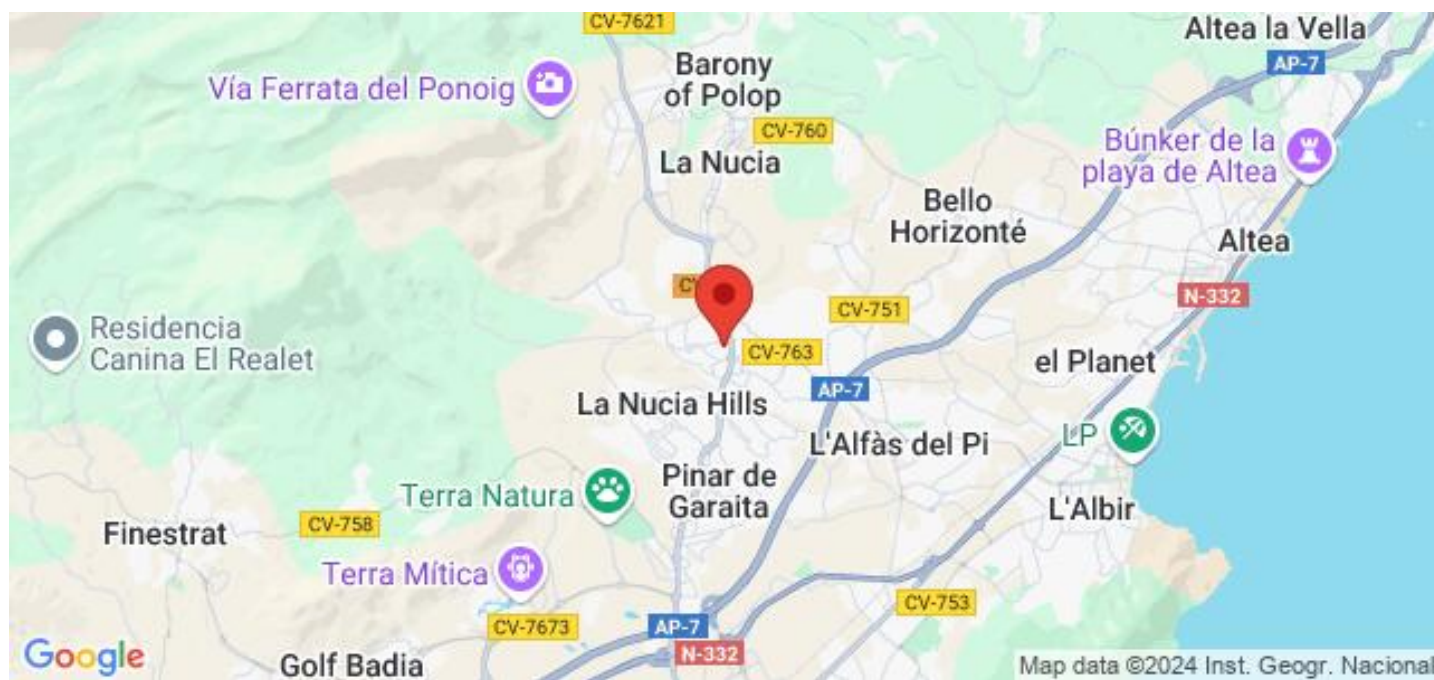 CV-7621
Altea la Vella
Barony
of Polop
AP-7
Vía Ferrata del Ponoig
CV-760
Búnker de la
playa de Altea
La Nucia
Bello
Horizonté
Altea
N-332
CV-751
Residencia
Canina El Realet
CV-763
el Planet
AP-7
La Nucia Hills
L'Alfàs del Pi
LP
Pinar de
Garaita
Terra Natura
L'Albir
CV-758
Finestrat
Terra Mítica
CV-753
CV-7673
AP-7
N-332
Google
Golf Badia
Map data ©2024 Inst. Geogr. Nacional